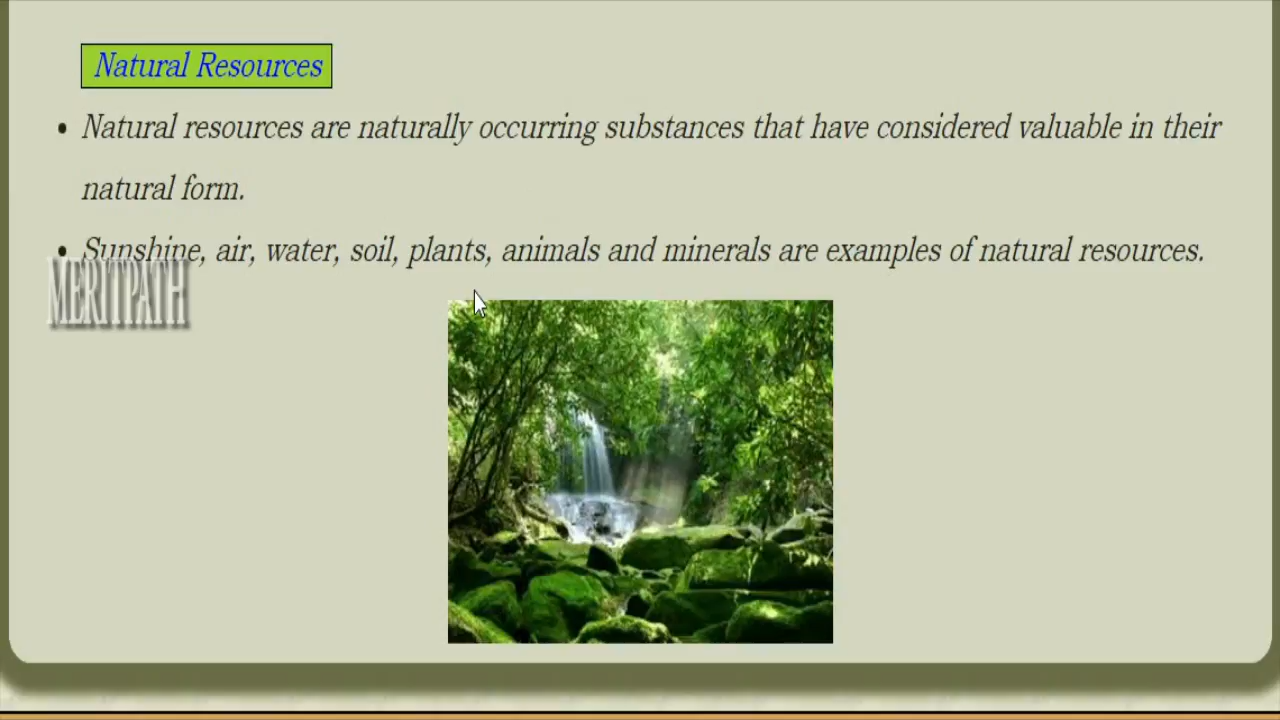 Natural Resources
• Natural resources are naturally occurring substances that have considered valuable in their
natural form.
• Sunshine, air, water, soil, plants, animals and minerals are examples of natural resources.
MERITPATH